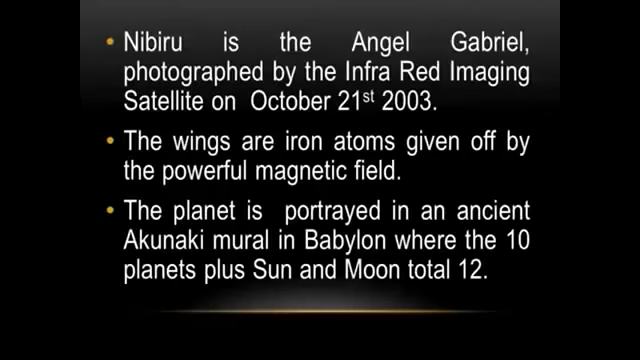 • Nibiru is the Angel Gabriel,
photographed by the Infra Red Imaging
Satellite on October 21st 2003.
• The wings are iron atoms given off by
the powerful magnetic field.
• The planet is portrayed in an ancient
Akunaki mural in Babylon where the 10
planets plus Sun and Moon total 12.